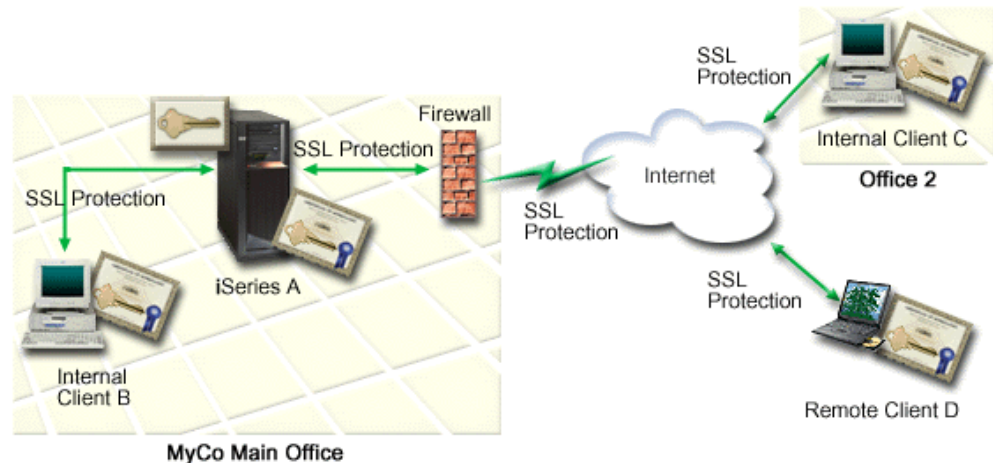 SSL
Protection
Internal Client C
Office 2
Firewall
SSL Protection
SSL Protection
iSeries A
Internal
Client B
MyCo Main Office
Internet
SSL
Protection
SSL
Protection
Remote Client D